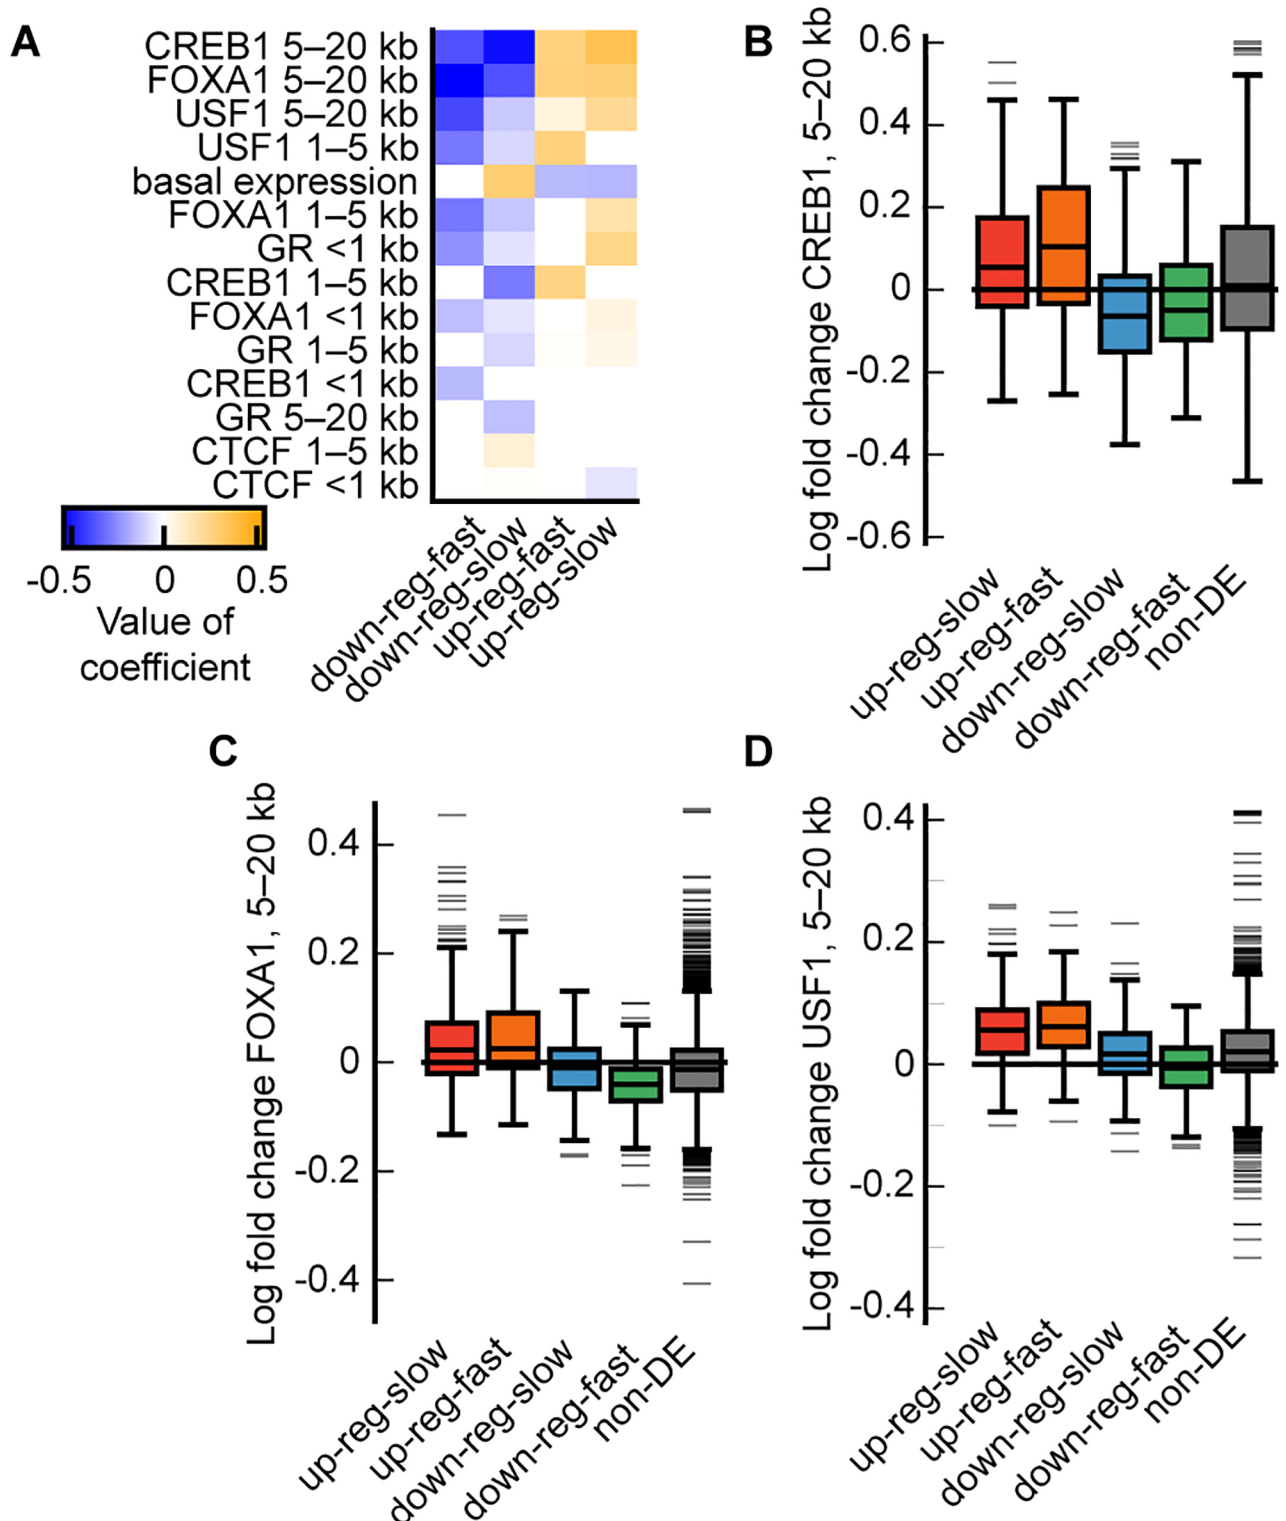 A
CREB1 5–20 kb
FOXA1 5–20 kb
USF1 5–20 kb
USF1 1–5 kb
basal expression
FOXA1 1–5 kb
GR <1 kb
CREB1 1–5 kb
FOXA1 <1 kb
GR 1–5 kb
CREB1 <1 kb
GR 5–20 kb
CTCF 1–5 kb
CTCF <1 kb
-0.5 0 0.5
Value of
coefficient
down-reg-fast
down-reg-slow
up-reg-fast
up-reg-slow
B
Log fold change CREB1, 5–20 kb
0.6
0.4
0.2
0
-0.2
-0.4
-0.6
up-reg-slow
up-reg-fast
down-reg-slow
down-reg-fast
non-DE
C
Log fold change FOXA1, 5–20 kb
0.4
0.2
0
-0.2
-0.4
up-reg-slow
up-reg-fast
down-reg-slow
down-reg-fast
non-DE
D
Log fold change USF1, 5–20 kb
0.4
0.2
0
-0.2
-0.4
up-reg-slow
up-reg-fast
down-reg-slow
down-reg-fast
non-DE